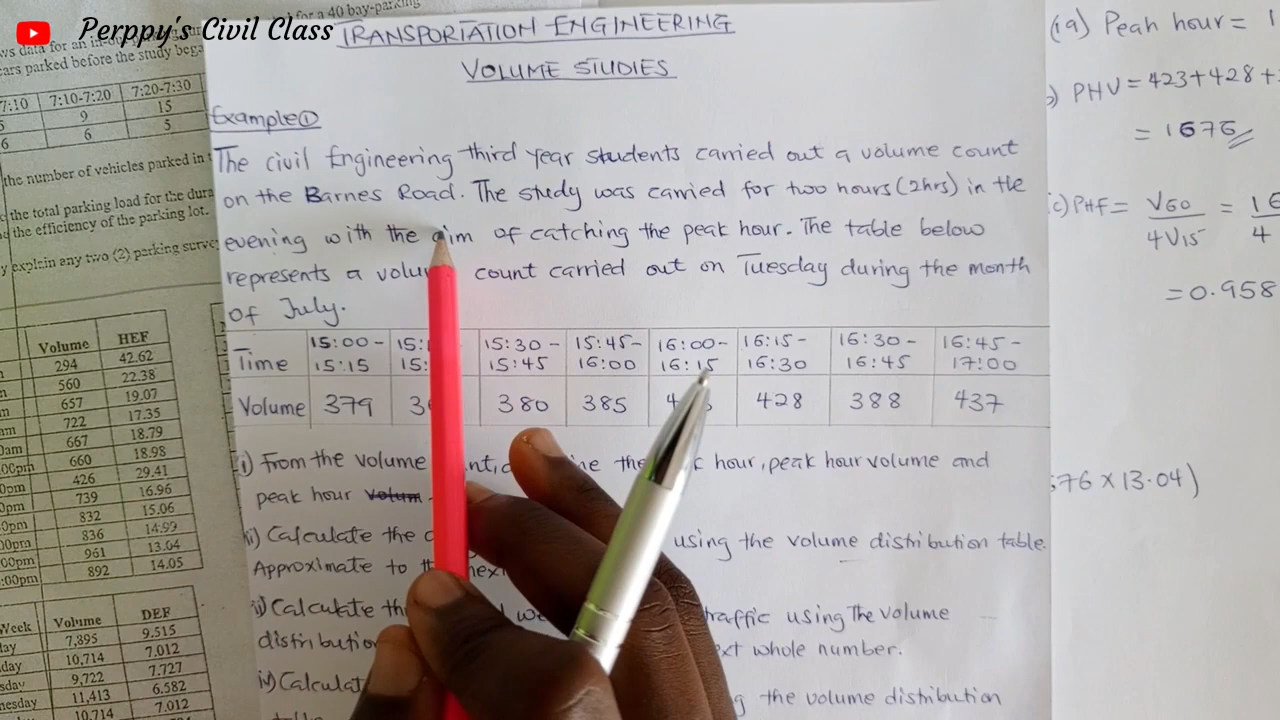 Perppy's Civil Class
for a 40 bay-parking
ws data for an in-
cars parked before the study bega
7:10 7:10-7:20 7:20-7:30
5 9 15
6 6 5
the number of vehicles parked in t
the total parking load for the dura
the efficiency of the parking lot.
y explain any two (2) parking surve
Volume HEF
294 42.62
560 22.38
657 19.07
722 17.35
667 18.79
660 18.98
426 29.41
739 16.96
832 15.06
836 14.99
961 13.04
892 14.05
Week Volume DEF
7,895 9.515
10,714 7.012
9,722 7.727
11,413 6.582
10,714 7.012
TRANSPORTATION ENGINEERING
VOLUME STUDIES
Example ①
The civil Engineering third year students carried out a volume count
on the Barnes Road. The study was carried for two hours (2hrs) in the
evening with the aim of catching the peak hour. The table below
represents a count carried out on Tuesday during the month
of July.
Time 15:00 - 15:15 15:30 - 15:45 15:45 - 16:00 16:00 - 16:15 16:15 - 16:30 16:30 - 16:45 16:45 - 17:00
Volume 379 380 385 428 388 437
i) From the volume the hour, peak hour volume and
peak hour
ii) Calculate the using the volume distribution table.
Approximate to
iii) Calculate the traffic using The volume
whole number.
iv) the volume distribution
(a) Peak hour = 1
PHV = 423 + 428 +
= 1676
c) PHF = V60/4V15 = 16/4
= 0.958
576 × 13.04)